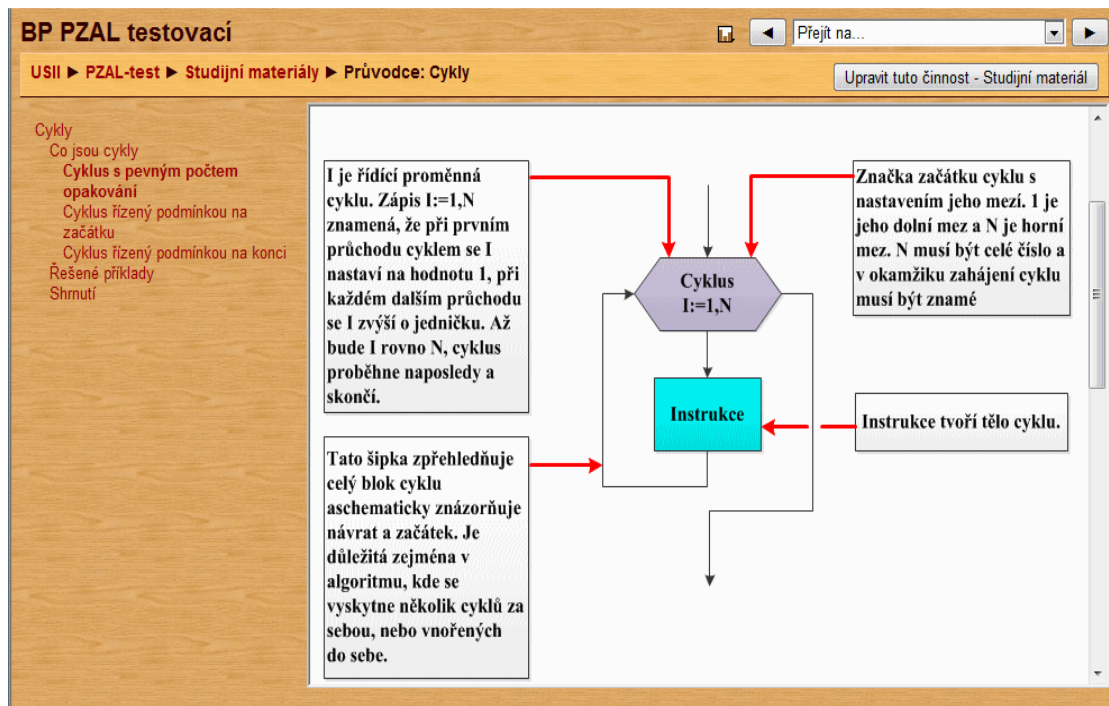 BP PZAL testovací
Přejít na...
USII ► PZAL-test ► Studijní materiály ► Průvodce: Cykly
Upravit tuto činnost - Studijní materiál
Cykly
Co jsou cykly
Cyklus s pevným počtem
opakování
Cyklus řízený podmínkou na
začátku
Cyklus řízený podmínkou na konci
Řešené příklady
Shrnutí
I je řídící proměnná
cyklu. Zápis I:=1,N
znamená, že při prvním
průchodu cyklem se I
nastaví na hodnotu 1, při
každém dalším průchodu
se I zvýší o jedničku. Až
bude I rovno N, cyklus
proběhne naposledy a
skončí.
Cyklus
I:=1,N
Značka začátku cyklu s
nastavením jeho mezí. 1 je
jeho dolní mez a N je horní
mez. N musí být celé číslo a
v okamžiku zahájení cyklu
musí být známé
Instrukce
Instrukce tvoří tělo cyklu.
Tato šipka zpřehledňuje
celý blok cyklu
aschematicky znázorňuje
návrat a začátek. Je
důležitá zejména v
algoritmu, kde se
vyskytne několik cyklů za
sebou, nebo vnořených
do sebe.